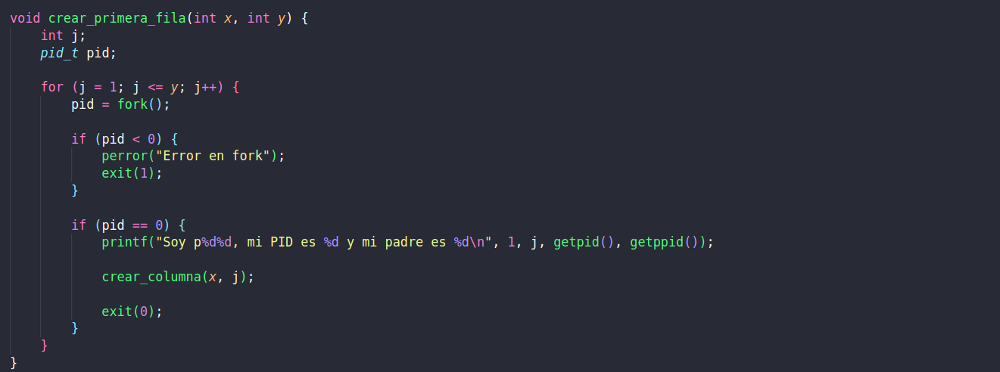 void crear_primera_fila(int x, int y) {
    int j;
    pid_t pid;

    for (j = 1; j <= y; j++) {
        pid = fork();

        if (pid < 0) {
            perror("Error en fork");
            exit(1);
        }

        if (pid == 0) {
            printf("Soy p%d%d, mi PID es %d y mi padre es %d\n", 1, j, getpid(), getppid());

            crear_columna(x, j);

            exit(0);
        }
    }
}